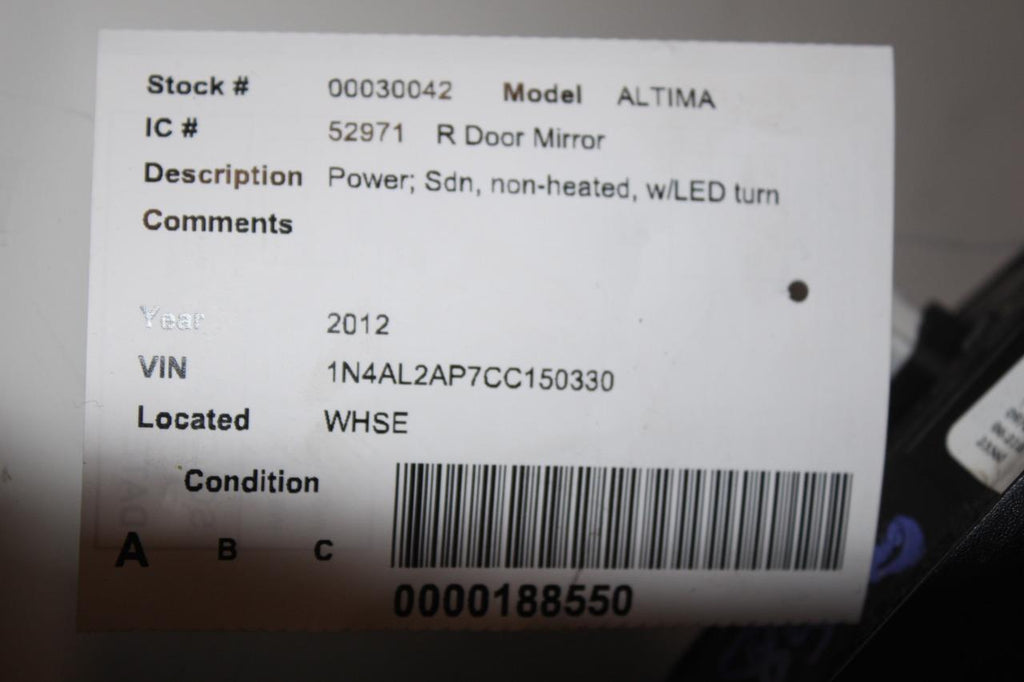 Stock # 00030042 Model ALTIMA
IC # 52971 R Door Mirror
Description Power; Sdn, non-heated, w/LED turn
Comments
Year 2012
VIN 1N4AL2AP7CC150330
Located WHSE
Condition
A B C
0000188550